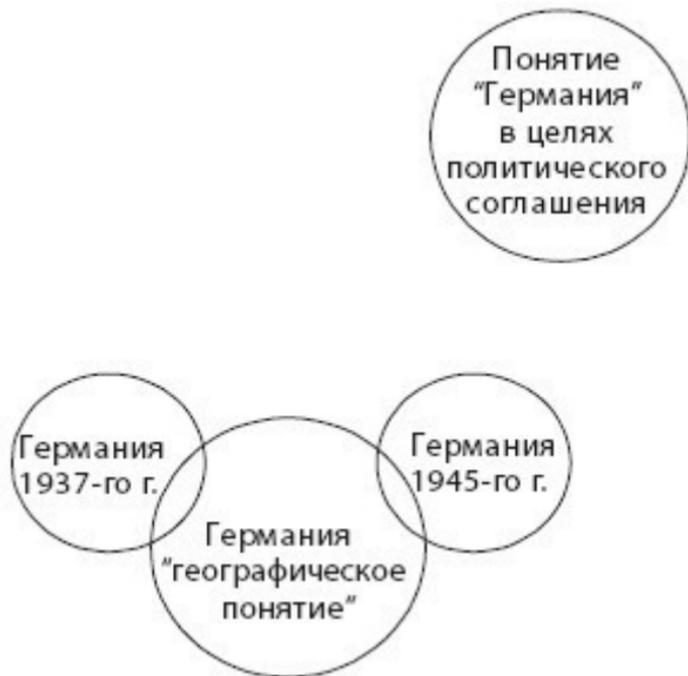 Понятие
"Германия"
в целях
политического
соглашения
Германия
1937-го г.
Германия
"географическое
понятие"
Германия
1945-го г.